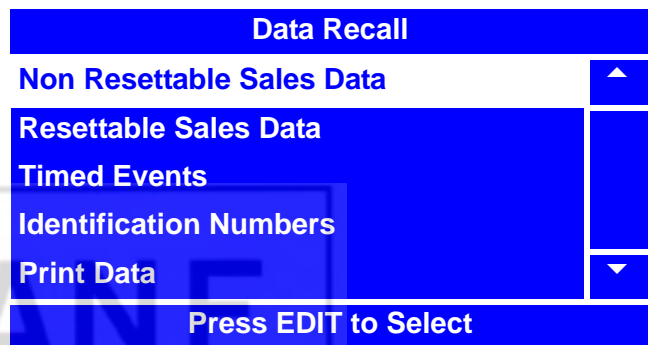 Data Recall
Non Resettable Sales Data
Resettable Sales Data
Timed Events
Identification Numbers
Print Data
Press EDIT to Select